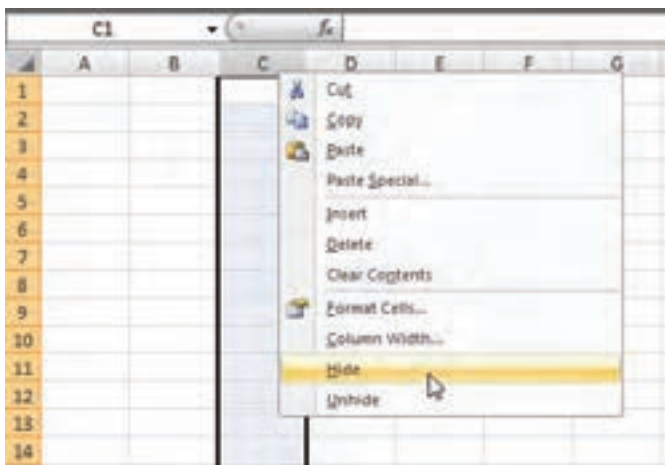 C1 fx
A B C D E F G
1
2
3
4
5
6
7
8
9
10
11
12
13
14
Cut
Copy
Paste
Paste Special...
Insert
Delete
Clear Contents
Format Cells...
Column Width...
Hide
Unhide